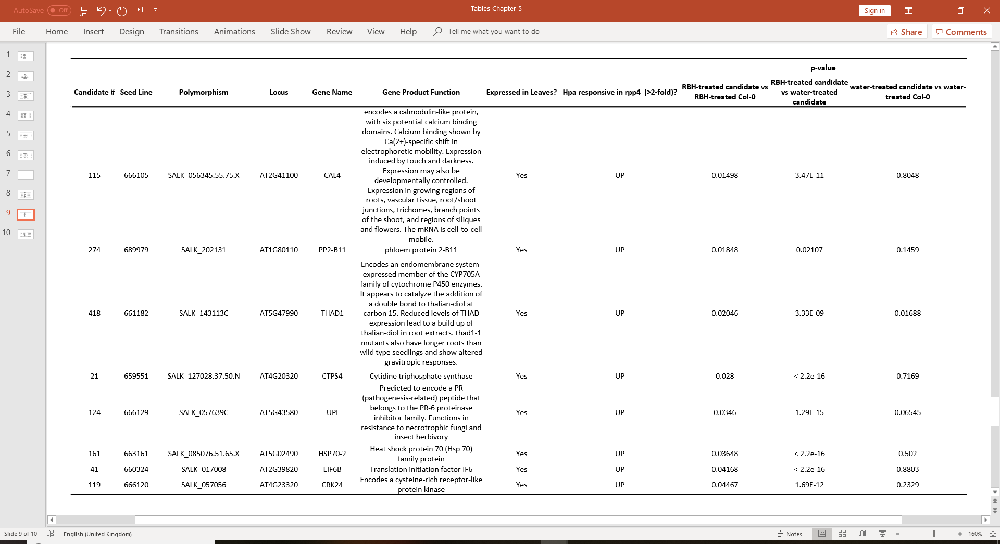 AutoSave Off
Tables Chapter 5
Sign in
File Home Insert Design Transitions Animations Slide Show Review View Help Tell me what you want to do
Share Comments
1
2
3
4
5
6
7
8
9
10
p-value
Candidate # Seed Line Polymorphism Locus Gene Name Gene Product Function Expressed in Leaves? Hpa responsive in rpp4 (>2-fold)?
RBH-treated candidate vs
RBH-treated Col-0
RBH-treated candidate
vs water-treated
candidate
water-treated candidate vs water-
treated Col-0
115 666105 SALK_056345.55.75.X AT2G41100 CAL4
encodes a calmodulin-like protein,
with six potential calcium binding
domains. Calcium binding shown by
Ca(2+)-specific shift in
electrophoretic mobility. Expression
induced by touch and darkness.
Expression may also be
developmentally controlled.
Expression in growing regions of
roots, vascular tissue, root/shoot
junctions, trichomes, branch points
of the shoot, and regions of siliques
and flowers. The mRNA is cell-to-cell
mobile.
Yes UP 0.01498 3.47E-11 0.8048
274 689979 SALK_202131 AT1G80110 PP2-B11 phloem protein 2-B11 Yes UP 0.01848 0.02107 0.1459
418 661182 SALK_143113C AT5G47990 THAD1
Encodes an endomembrane system-
expressed member of the CYP705A
family of cytochrome P450 enzymes.
It appears to catalyze the addition of
a double bond to thalian-diol at
carbon 15. Reduced levels of THAD
expression lead to a build up of
thalian-diol in root extracts. thad1-1
mutants also have longer roots than
wild type seedlings and show altered
gravitropic responses.
Yes UP 0.02046 3.33E-09 0.01688
21 659551 SALK_127028.37.50.N AT4G20320 CTPS4 Cytidine triphosphate synthase Yes UP 0.028 < 2.2e-16 0.7169
124 666129 SALK_057639C AT5G43580 UPI
Predicted to encode a PR
(pathogenesis-related) peptide that
belongs to the PR-6 proteinase
inhibitor family. Functions in
resistance to necrotrophic fungi and
insect herbivory
Yes UP 0.0346 1.29E-15 0.06545
161 663161 SALK_085076.51.65.X AT5G02490 HSP70-2
Heat shock protein 70 (Hsp 70)
family protein
Yes UP 0.03648 < 2.2e-16 0.502
41 660324 SALK_017008 AT2G39820 EIF6B Translation initiation factor IF6 Yes UP 0.04168 < 2.2e-16 0.8803
119 666120 SALK_057056 AT4G23320 CRK24
Encodes a cysteine-rich receptor-like
protein kinase
Yes UP 0.04467 1.69E-12 0.2329
Slide 9 of 10 English (United Kingdom) Notes 160%